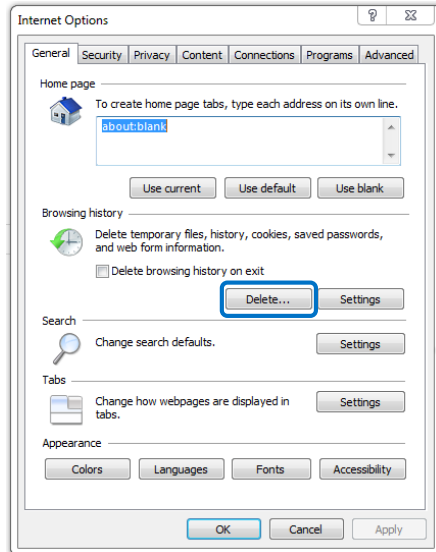 Internet Options
General Security Privacy Content Connections Programs Advanced
Home page
To create home page tabs, type each address on its own line.
about:blank
Use current Use default Use blank
Browsing history
Delete temporary files, history, cookies, saved passwords,
and web form information.
Delete browsing history on exit
Delete... Settings
Search
Change search defaults. Settings
Tabs
Change how webpages are displayed in
tabs.
Settings
Appearance
Colors Languages Fonts Accessibility
OK Cancel Apply